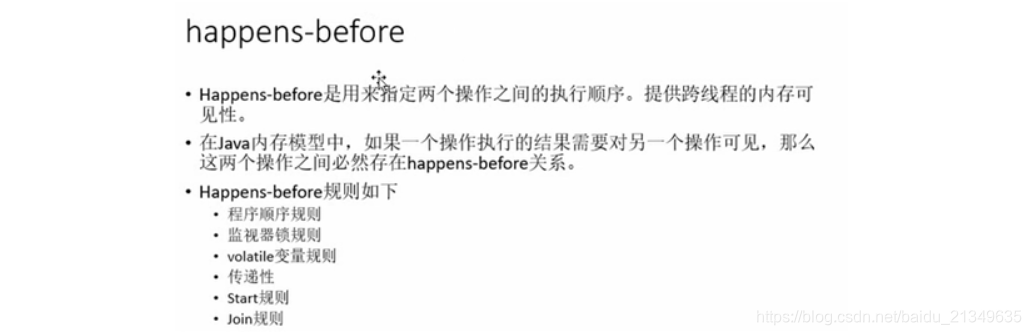 happens-before
• Happens-before是用来指定两个操作之间的执行顺序。提供跨线程的内存可
见性。
• 在Java内存模型中，如果一个操作执行的结果需要对另一个操作可见，那么
这两个操作之间必然存在happens-before关系。
• Happens-before规则如下
• 程序顺序规则
• 监视器锁规则
• volatile变量规则
• 传递性
• Start规则
• Join规则
https://blog.csdn.net/baidu_21349635